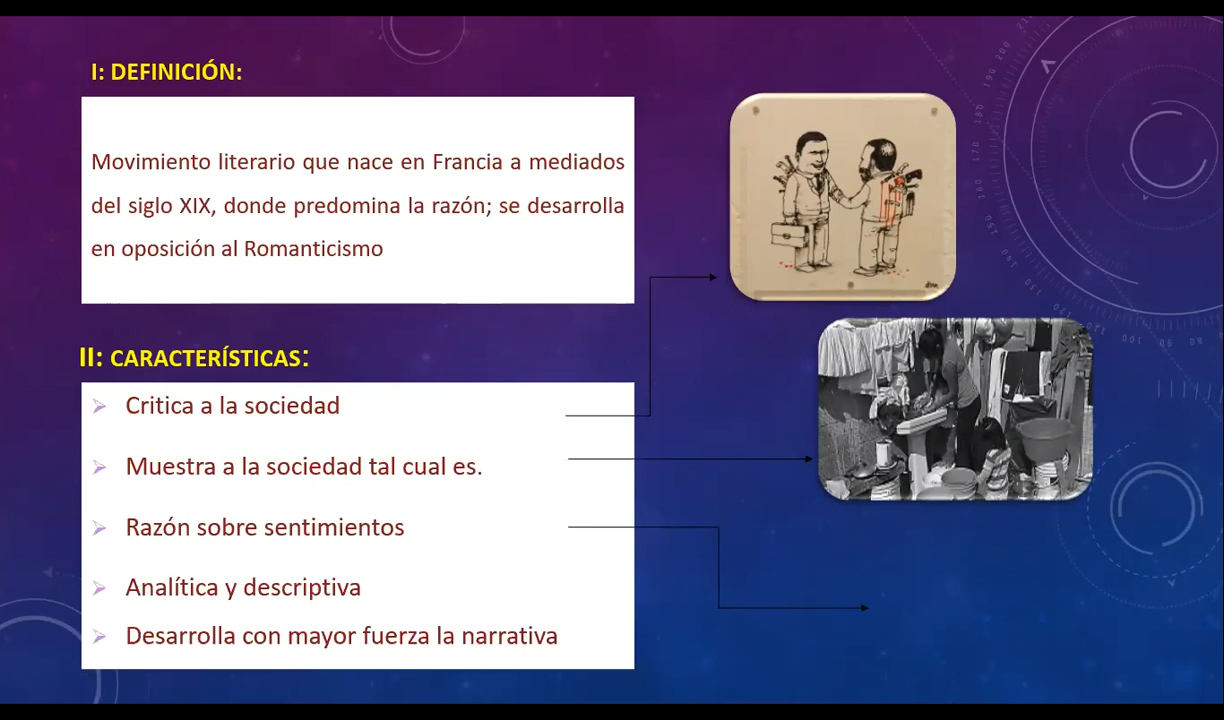 I: DEFINICIÓN:
Movimiento literario que nace en Francia a mediados
del siglo XIX, donde predomina la razón; se desarrolla
en oposición al Romanticismo
II: CARACTERÍSTICAS:
Critica a la sociedad
Muestra a la sociedad tal cual es.
Razón sobre sentimientos
Analítica y descriptiva
Desarrolla con mayor fuerza la narrativa